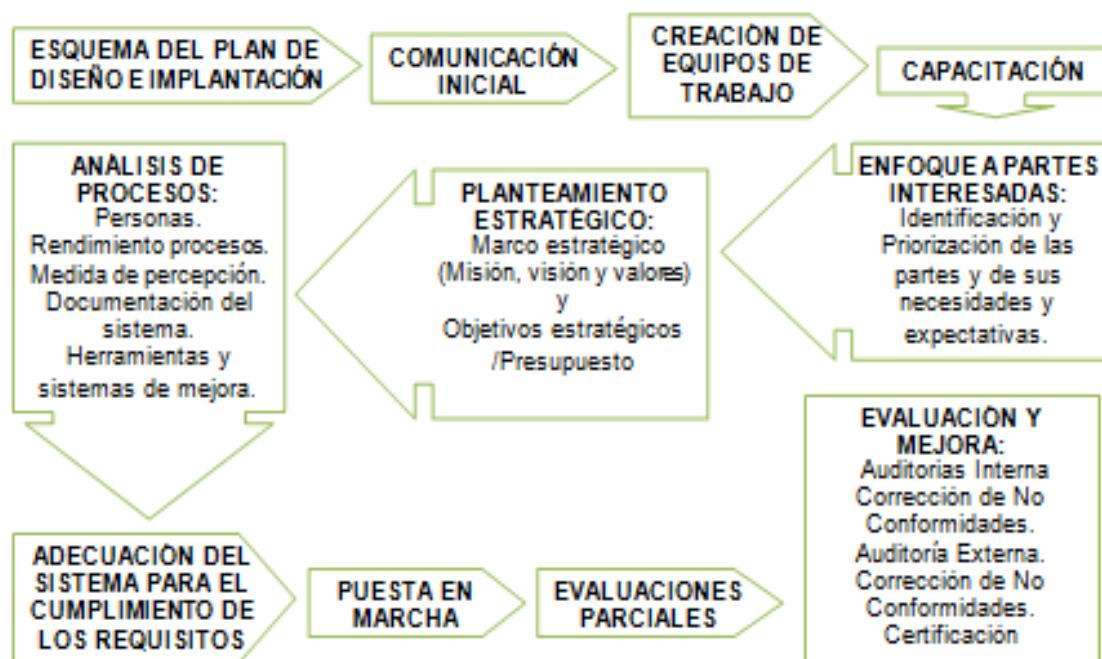 ESQUEMA DEL PLAN DE
DISEÑO E IMPLANTACIÓN
COMUNICACIÓN
INICIAL
CREACIÓN DE
EQUIPOS DE
TRABAJO
CAPACITACIÓN
ENFOQUE A PARTES
INTERESADAS:
Identificación y
Priorización de las
partes y de sus
necesidades y
expectativas.
PLANTEAMIENTO
ESTRATÉGICO:
Marco estratégico
(Misión, visión y valores)
y
Objetivos estratégicos
/Presupuesto
ANÁLISIS DE
PROCESOS:
Personas.
Rendimiento procesos.
Medida de percepción.
Documentación del
sistema.
Herramientas y
sistemas de mejora.
ADECUACIÓN DEL
SISTEMA PARA EL
CUMPLIMIENTO DE
LOS REQUISITOS
PUESTA EN
MARCHA
EVALUACIONES
PARCIALES
EVALUACIÓN Y
MEJORA:
Auditorias Interna
Corrección de No
Conformidades.
Auditoría Externa.
Corrección de No
Conformidades.
Certificación